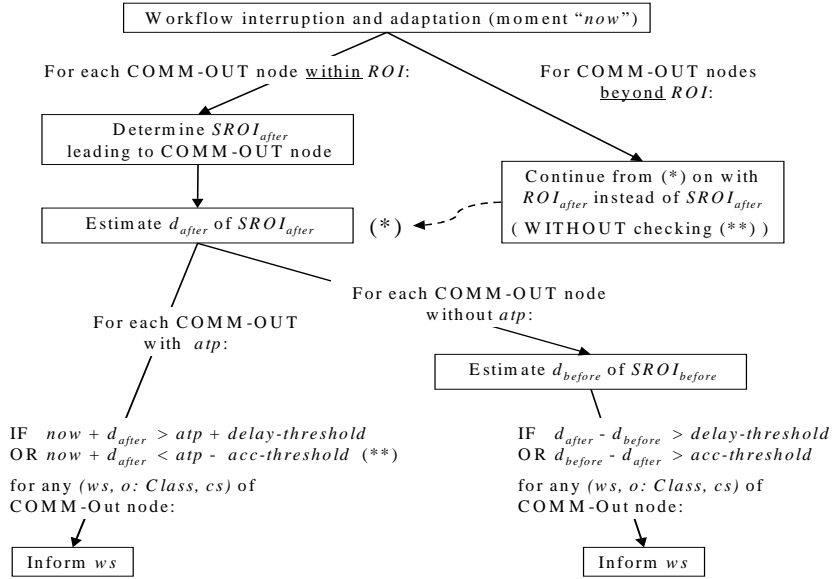 Workflow interruption and adaptation (moment “now”)
For each COMM-OUT node within ROI:
For COMM-OUT nodes
beyond ROI:
Determine SROIafter
leading to COMM-OUT node
Continue from (*) on with
ROIafter instead of SROIafter
( WITHOUT checking (**) )
Estimate dafter of SROIafter
(*)
For each COMM-OUT
with atp:
For each COMM-OUT node
without atp:
Estimate dbefore of SROIbefore
IF now + dafter > atp + delay-threshold
OR now + dafter < atp - acc-threshold (**)
for any (ws, o: Class, cs) of
COMM-Out node:
IF dafter - dbefore > delay-threshold
OR dbefore - dafter > acc-threshold
for any (ws, o: Class, cs) of
COMM-Out node:
Inform ws
Inform ws